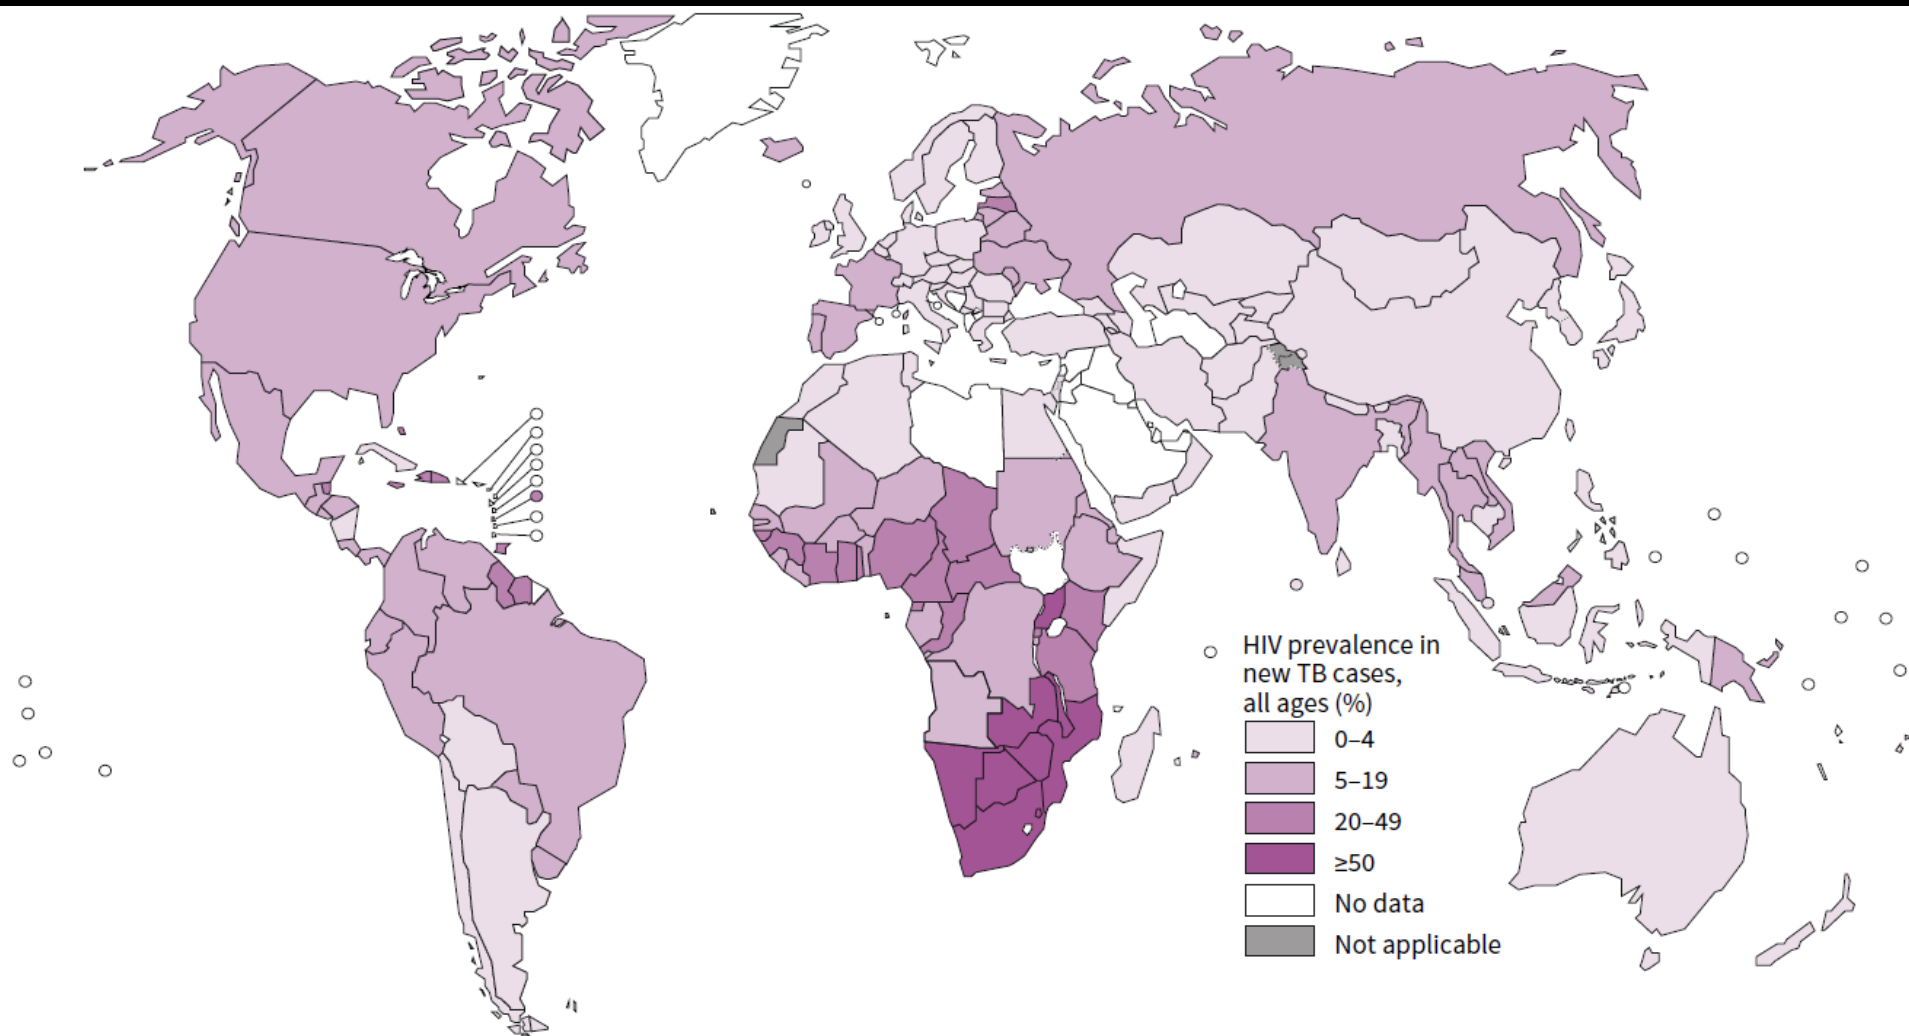 HIV prevalence in
new TB cases,
all ages (%)
0–4
5–19
20–49
≥50
No data
Not applicable